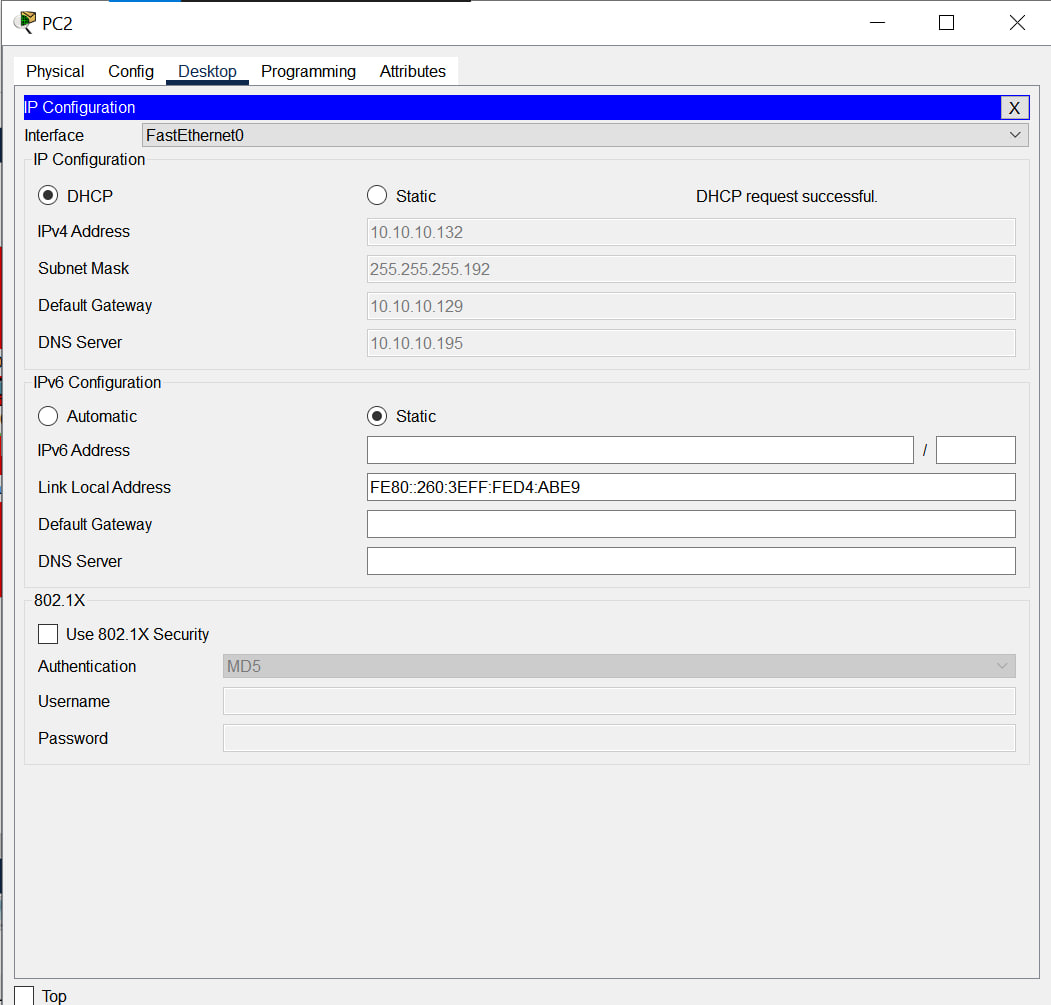 PC2
Physical Config Desktop Programming Attributes
IP Configuration X
Interface FastEthernet0
IP Configuration
DHCP Static DHCP request successful.
IPv4 Address 10.10.10.132
Subnet Mask 255.255.255.192
Default Gateway 10.10.10.129
DNS Server 10.10.10.195
IPv6 Configuration
Automatic Static
IPv6 Address /
Link Local Address FE80::260:3EFF:FED4:ABE9
Default Gateway
DNS Server
802.1X
Use 802.1X Security
Authentication MD5
Username
Password
Top